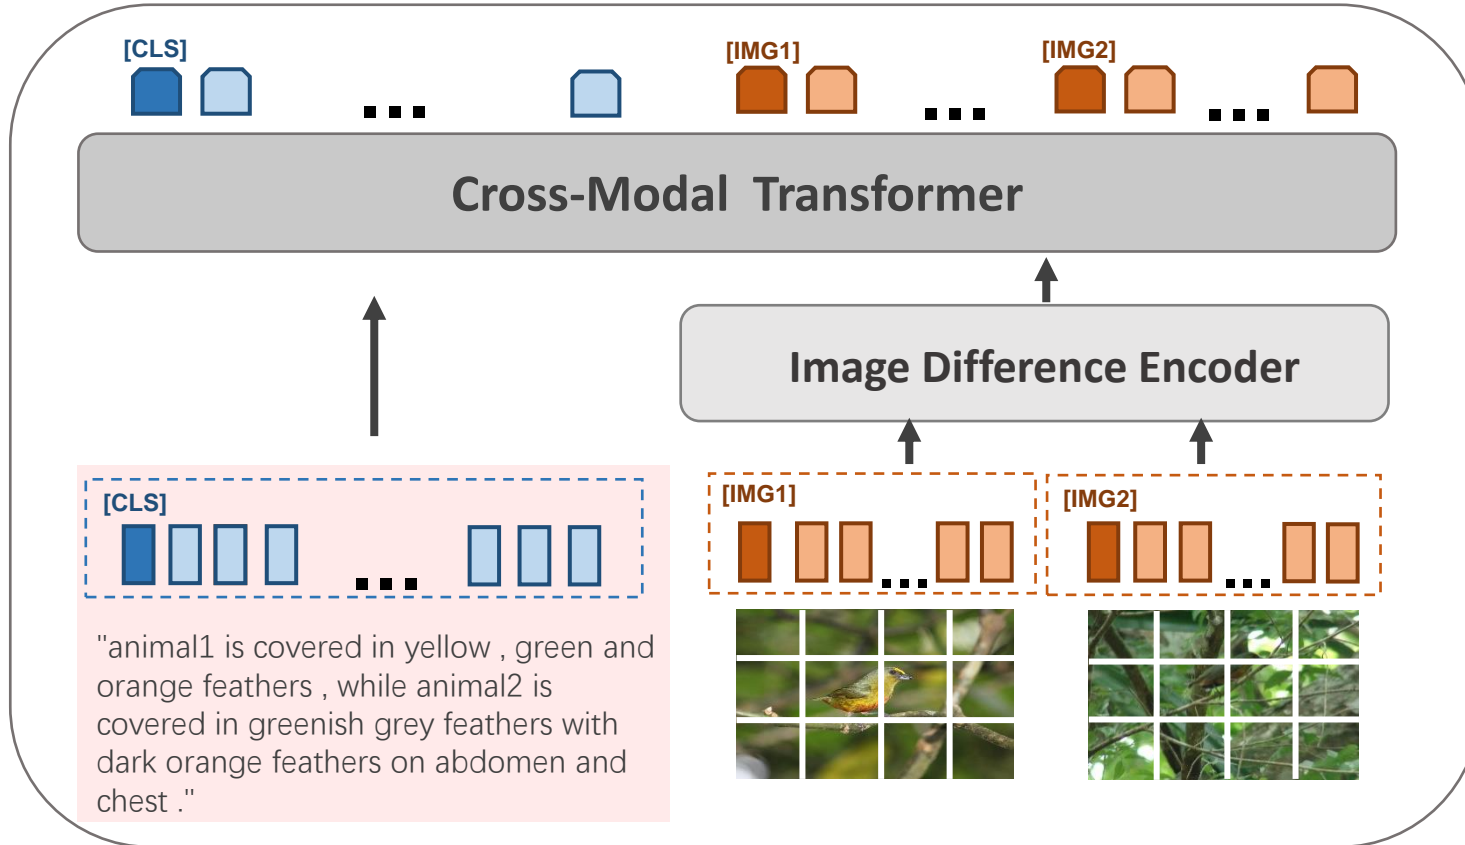 [CLS]
[IMG1]
[IMG2]
Cross-Modal Transformer
Image Difference Encoder
[CLS]
[IMG1]
[IMG2]
"animal1 is covered in yellow , green and
orange feathers , while animal2 is
covered in greenish grey feathers with
dark orange feathers on abdomen and
chest ."